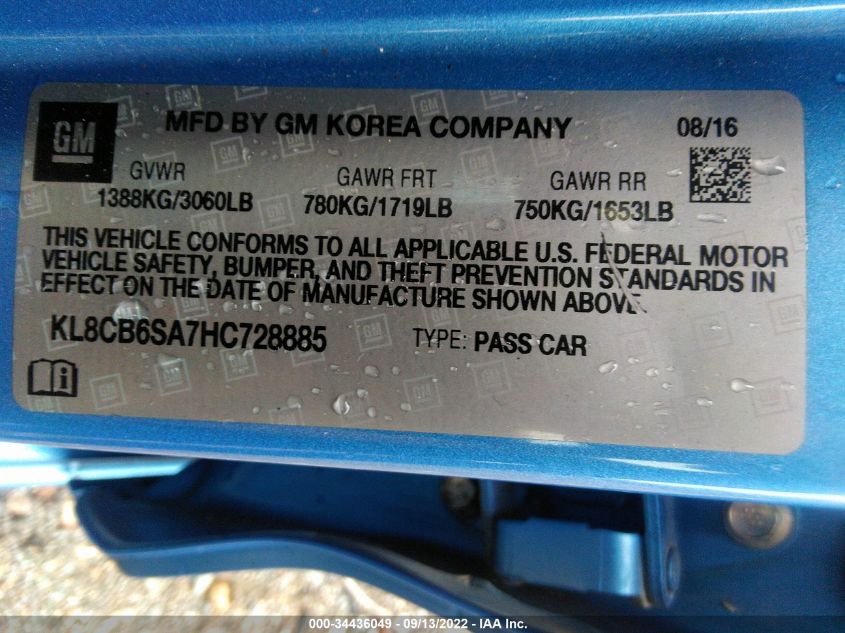 GM
MFD BY GM KOREA COMPANY
08/16
GVWR
GAWR FRT
GAWR RR
1388KG/3060LB
780KG/1719LB
750KG/1653LB
THIS VEHICLE CONFORMS TO ALL APPLICABLE U.S. FEDERAL MOTOR
VEHICLE SAFETY, BUMPER, AND THEFT PREVENTION STANDARDS IN
EFFECT ON THE DATE OF MANUFACTURE SHOWN ABOVE.
KL8CB6SA7HC728885
TYPE: PASS CAR
000-34436049 - 09/13/2022 - IAA Inc.